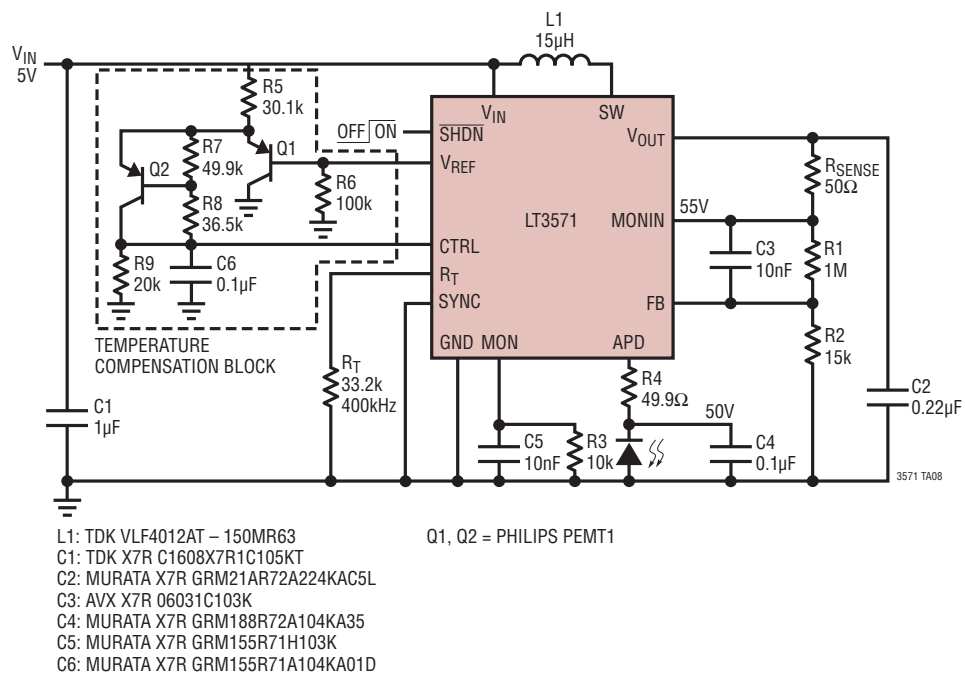 L1
15µH
VIN
5V
R5
30.1k
VIN
SW
OFF ON
SHDN
VOUT
R7
49.9k
Q1
Q2
VREF
RSENSE
50Ω
R6
100k
R8
36.5k
LT3571
MONIN
55V
CTRL
C3
10nF
R1
1M
R9
20k
C6
0.1µF
RT
SYNC
FB
TEMPERATURE
COMPENSATION BLOCK
GND
MON
APD
R2
15k
RT
33.2k
400kHz
R4
49.9Ω
C2
0.22µF
50V
C1
1µF
C5
10nF
R3
10k
C4
0.1µF
3571 TA08
L1: TDK VLF4012AT – 150MR63
C1: TDK X7R C1608X7R1C105KT
C2: MURATA X7R GRM21AR72A224KAC5L
C3: AVX X7R 06031C103K
C4: MURATA X7R GRM188R72A104KA35
C5: MURATA X7R GRM155R71H103K
C6: MURATA X7R GRM155R71A104KA01D
Q1, Q2 = PHILIPS PEMT1